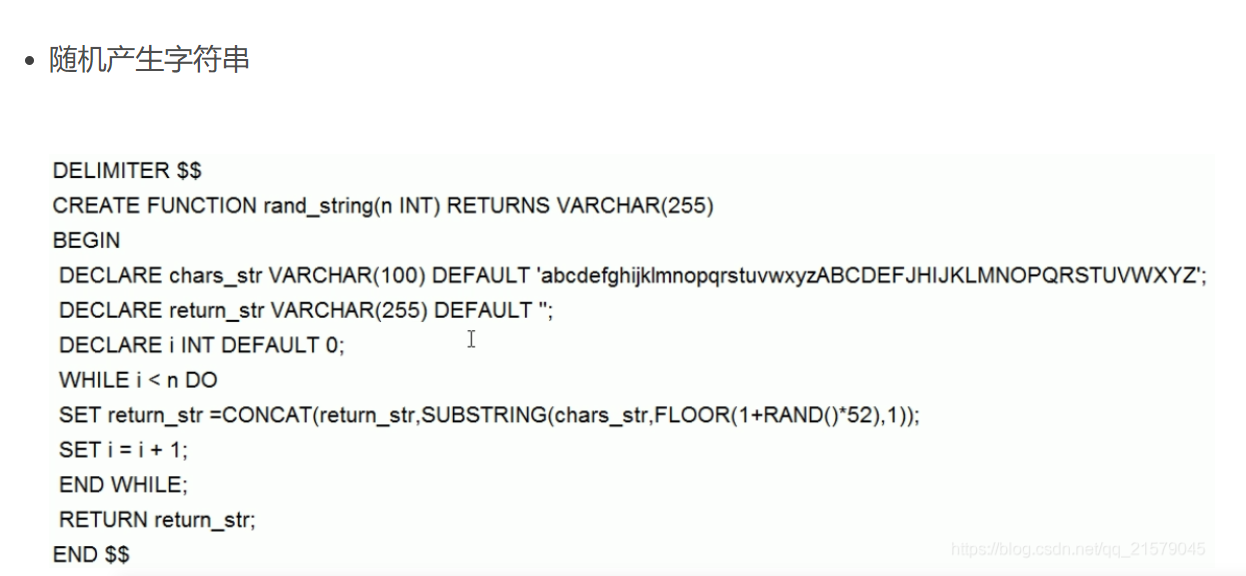 随机产生字符串
DELIMITER $$
CREATE FUNCTION rand_string(n INT) RETURNS VARCHAR(255)
BEGIN
DECLARE chars_str VARCHAR(100) DEFAULT 'abcdefghijklmnopqrstuvwxyzABCDEFJHIJKLMNOPQRSTUVWXYZ';
DECLARE return_str VARCHAR(255) DEFAULT '';
DECLARE i INT DEFAULT 0;
WHILE i < n DO
SET return_str =CONCAT(return_str,SUBSTRING(chars_str,FLOOR(1+RAND()*52),1));
SET i = i + 1;
END WHILE;
RETURN return_str;
END $$
https://blog.csdn.net/qq_21579045